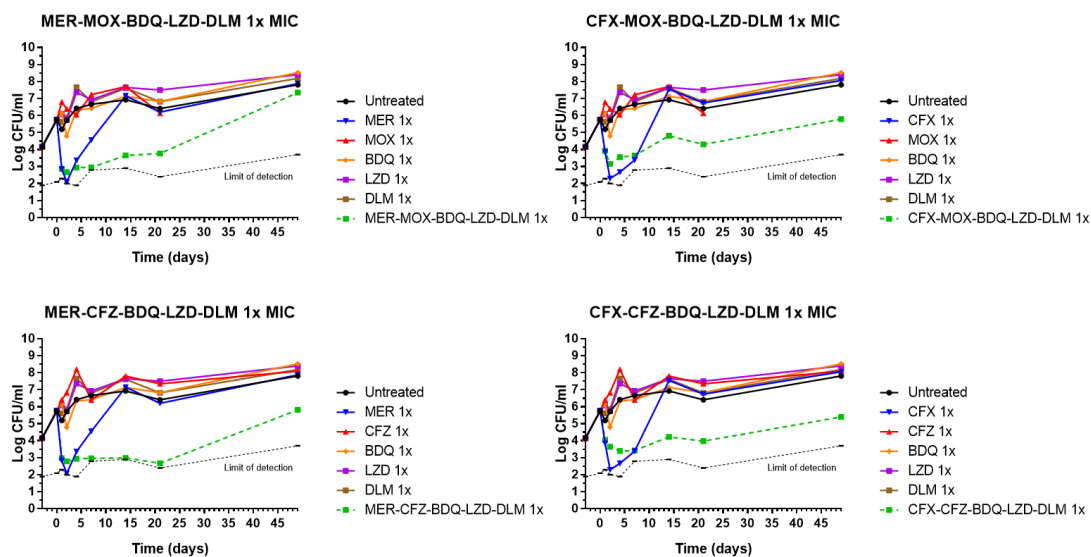 MER-MOX-BDQ-LZD-DLM 1x MIC
Log CFU/ml
10
9
8
7
6
5
4
3
2
1
0
0 5 10 15 20 25 30 35 40 45
Time (days)
Limit of detection
Untreated
MER 1x
MOX 1x
BDQ 1x
LZD 1x
DLM 1x
MER-MOX-BDQ-LZD-DLM 1x
CFX-MOX-BDQ-LZD-DLM 1x MIC
Log CFU/ml
10
9
8
7
6
5
4
3
2
1
0
0 5 10 15 20 25 30 35 40 45
Time (days)
Limit of detection
Untreated
CFX 1x
MOX 1x
BDQ 1x
LZD 1x
DLM 1x
CFX-MOX-BDQ-LZD-DLM 1x
MER-CFZ-BDQ-LZD-DLM 1x MIC
Log CFU/ml
10
9
8
7
6
5
4
3
2
1
0
0 5 10 15 20 25 30 35 40 45
Time (days)
Limit of detection
Untreated
MER 1x
CFZ 1x
BDQ 1x
LZD 1x
DLM 1x
MER-CFZ-BDQ-LZD-DLM 1x
CFX-CFZ-BDQ-LZD-DLM 1x MIC
Log CFU/ml
10
9
8
7
6
5
4
3
2
1
0
0 5 10 15 20 25 30 35 40 45
Time (days)
Limit of detection
Untreated
CFX 1x
CFZ 1x
BDQ 1x
LZD 1x
DLM 1x
CFX-CFZ-BDQ-LZD-DLM 1x